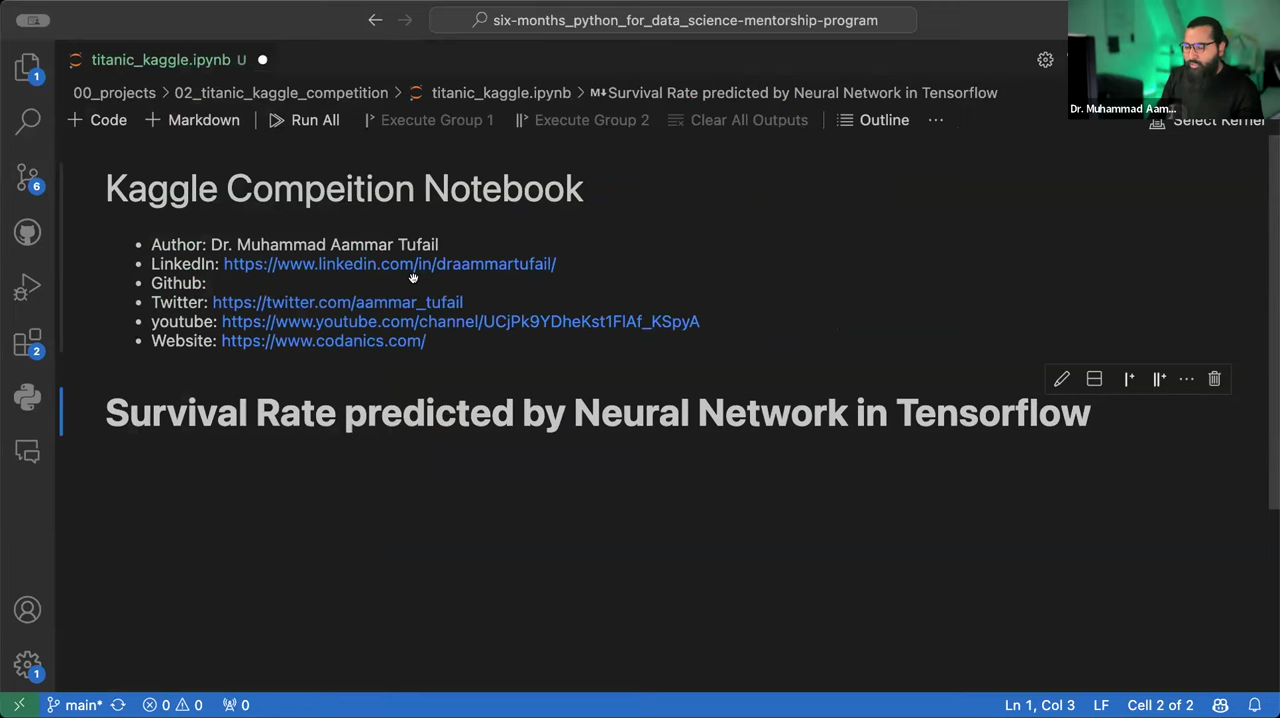 six-months_python_for_data_science-mentorship-program
titanic_kaggle.ipynb U
00_projects > 02_titanic_kaggle_competition > titanic_kaggle.ipynb > M↓Survival Rate predicted by Neural Network in Tensorflow
+ Code + Markdown Run All Execute Group 1 Execute Group 2 Clear All Outputs Outline ... Select Kernel
Dr. Muhammad Aam...
Kaggle Compeition Notebook
• Author: Dr. Muhammad Aammar Tufail
• LinkedIn: https://www.linkedin.com/in/draammartufail/
• Github:
• Twitter: https://twitter.com/aammar_tufail
• youtube: https://www.youtube.com/channel/UCjPk9YDheKst1FlAf_KSpyA
• Website: https://www.codanics.com/
Survival Rate predicted by Neural Network in Tensorflow
1
6
2
1
main* 0 0 0 Ln 1, Col 3 LF Cell 2 of 2